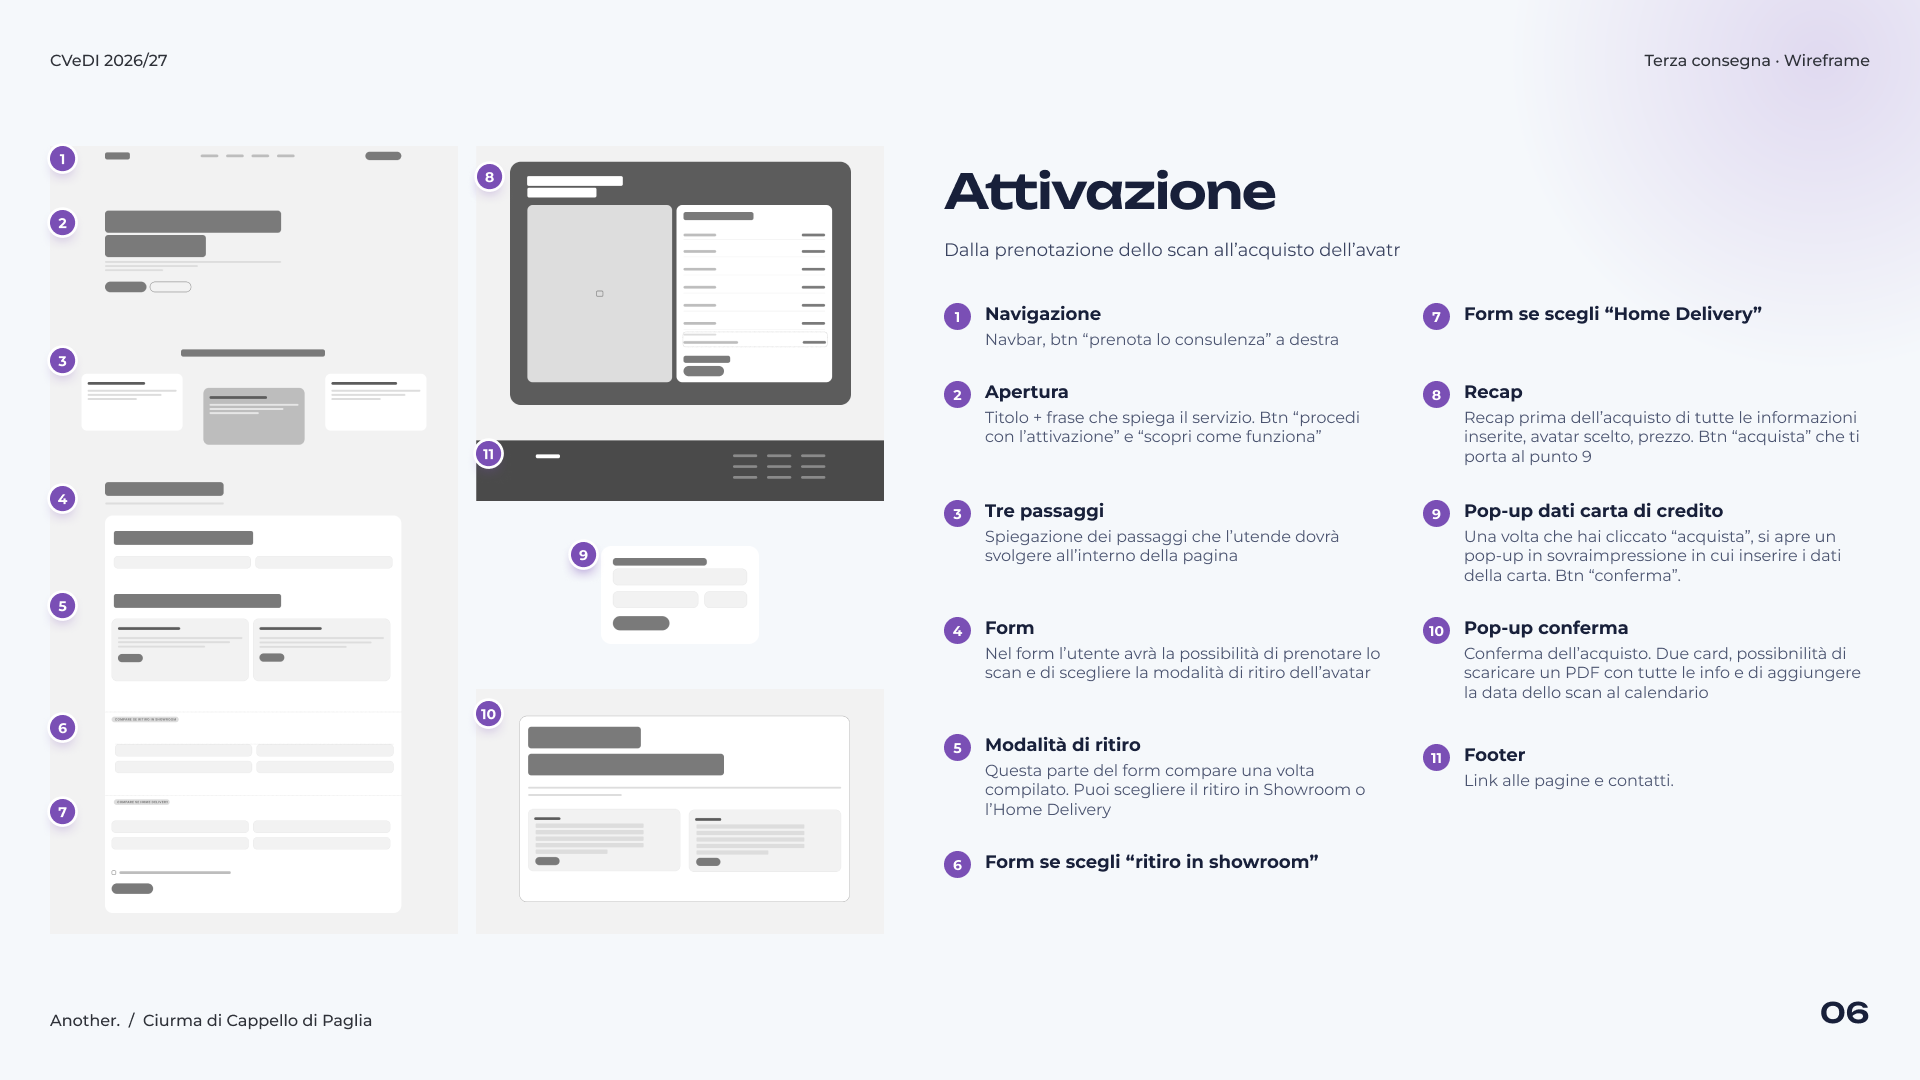 CVeDI 2026/27
Terza consegna · Wireframe
1
2
3
4
5
6
7
8
11
9
10
Attivazione
Dalla prenotazione dello scan all’acquisto dell’avatr
1 Navigazione
Navbar, btn “prenota lo consulenza” a destra
2 Apertura
Titolo + frase che spiega il servizio. Btn “procedi
con l’attivazione” e “scopri come funziona”
3 Tre passaggi
Spiegazione dei passaggi che l’utende dovrà
svolgere all’interno della pagina
4 Form
Nel form l’utente avrà la possibilità di prenotare lo
scan e di scegliere la modalità di ritiro dell’avatar
5 Modalità di ritiro
Questa parte del form compare una volta
compilato. Puoi scegliere il ritiro in Showroom o
l’Home Delivery
6 Form se scegli “ritiro in showroom”
7 Form se scegli “Home Delivery”
8 Recap
Recap prima dell’acquisto di tutte le informazioni
inserite, avatar scelto, prezzo. Btn “acquista” che ti
porta al punto 9
9 Pop-up dati carta di credito
Una volta che hai cliccato “acquista”, si apre un
pop-up in sovraimpressione in cui inserire i dati
della carta. Btn “conferma”.
10 Pop-up conferma
Conferma dell’acquisto. Due card, possibnilità di
scaricare un PDF con tutte le info e di aggiungere
la data dello scan al calendario
11 Footer
Link alle pagine e contatti.
Another. / Ciurma di Cappello di Paglia
06